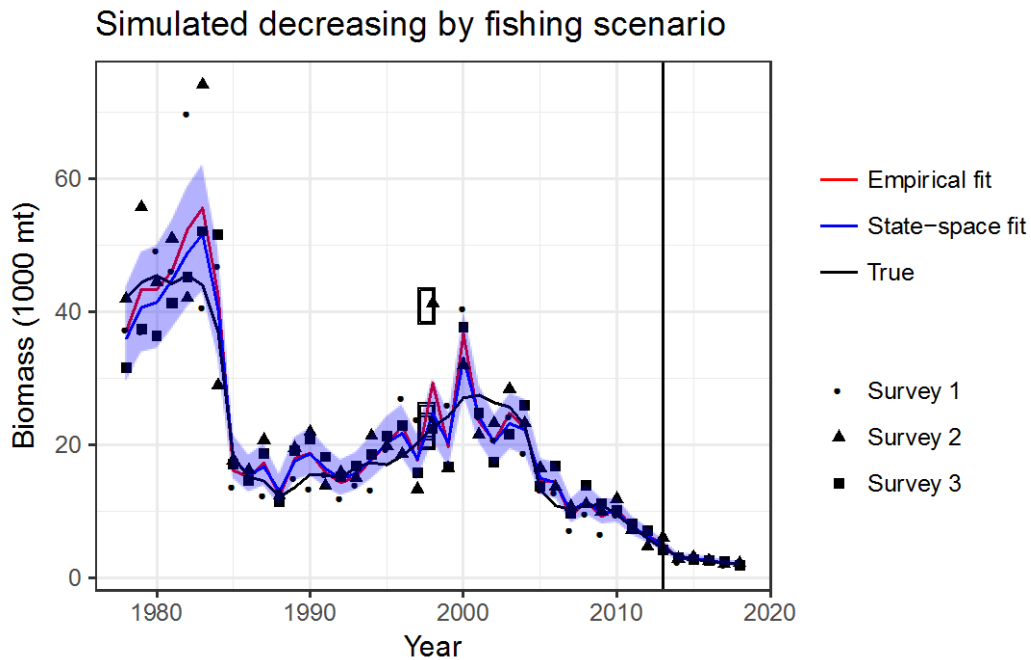 Simulated decreasing by fishing scenario
Biomass (1000 mt)
60
40
20
0
1980
1990
2000
2010
2020
Year
Empirical fit
State−space fit
True
Survey 1
Survey 2
Survey 3